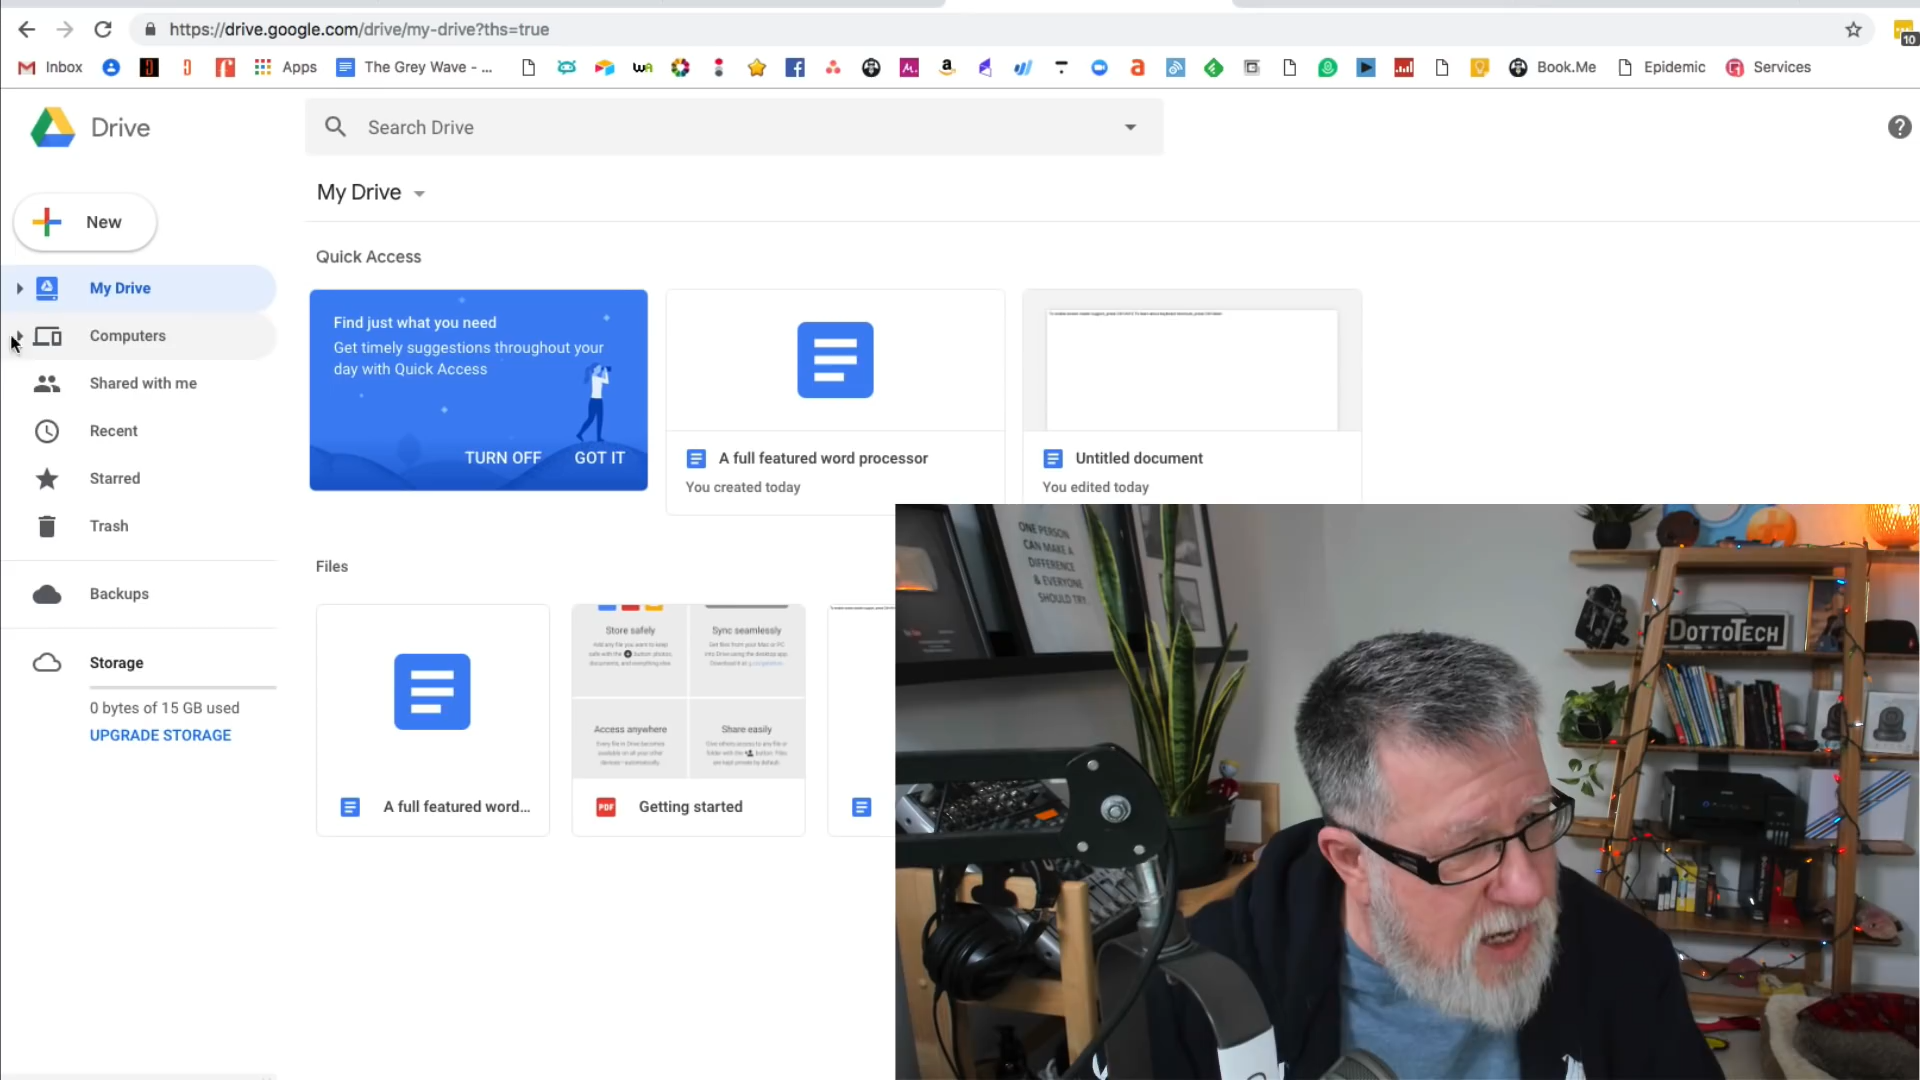 https://drive.google.com/drive/my-drive?ths=true
10
Inbox
Apps
The Grey Wave - ...
Book.Me
Epidemic
Services
Drive
Search Drive
My Drive
New
My Drive
Computers
Shared with me
Recent
Starred
Trash
Backups
Storage
0 bytes of 15 GB used
UPGRADE STORAGE
Quick Access
Find just what you need
Get timely suggestions throughout your
day with Quick Access
TURN OFF
GOT IT
A full featured word processor
You created today
Untitled document
You edited today
Files
A full featured word...
Store safely
Sync seamlessly
Access anywhere
Share easily
PDF
Getting started
ONE PERSON
CAN MAKE A
DIFFERENCE
& EVERYONE
SHOULD TRY.
DOTTOTECH